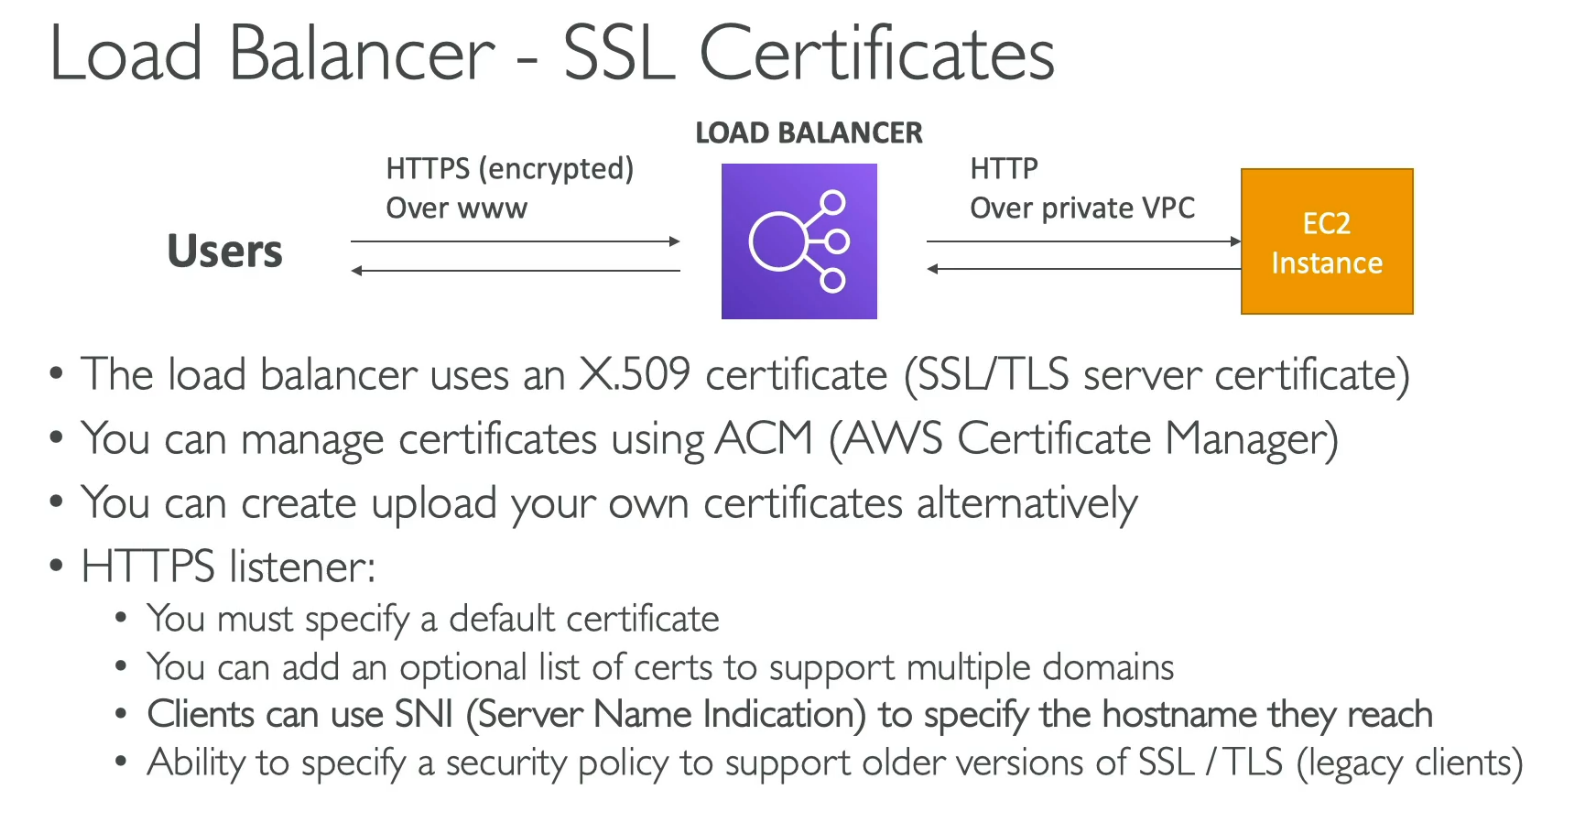 Load Balancer - SSL Certificates
LOAD BALANCER
HTTPS (encrypted)
Over www
HTTP
Over private VPC
Users
EC2
Instance
• The load balancer uses an X.509 certificate (SSL/TLS server certificate)
• You can manage certificates using ACM (AWS Certificate Manager)
• You can create upload your own certificates alternatively
• HTTPS listener:
• You must specify a default certificate
• You can add an optional list of certs to support multiple domains
• Clients can use SNI (Server Name Indication) to specify the hostname they reach
• Ability to specify a security policy to support older versions of SSL / TLS (legacy clients)